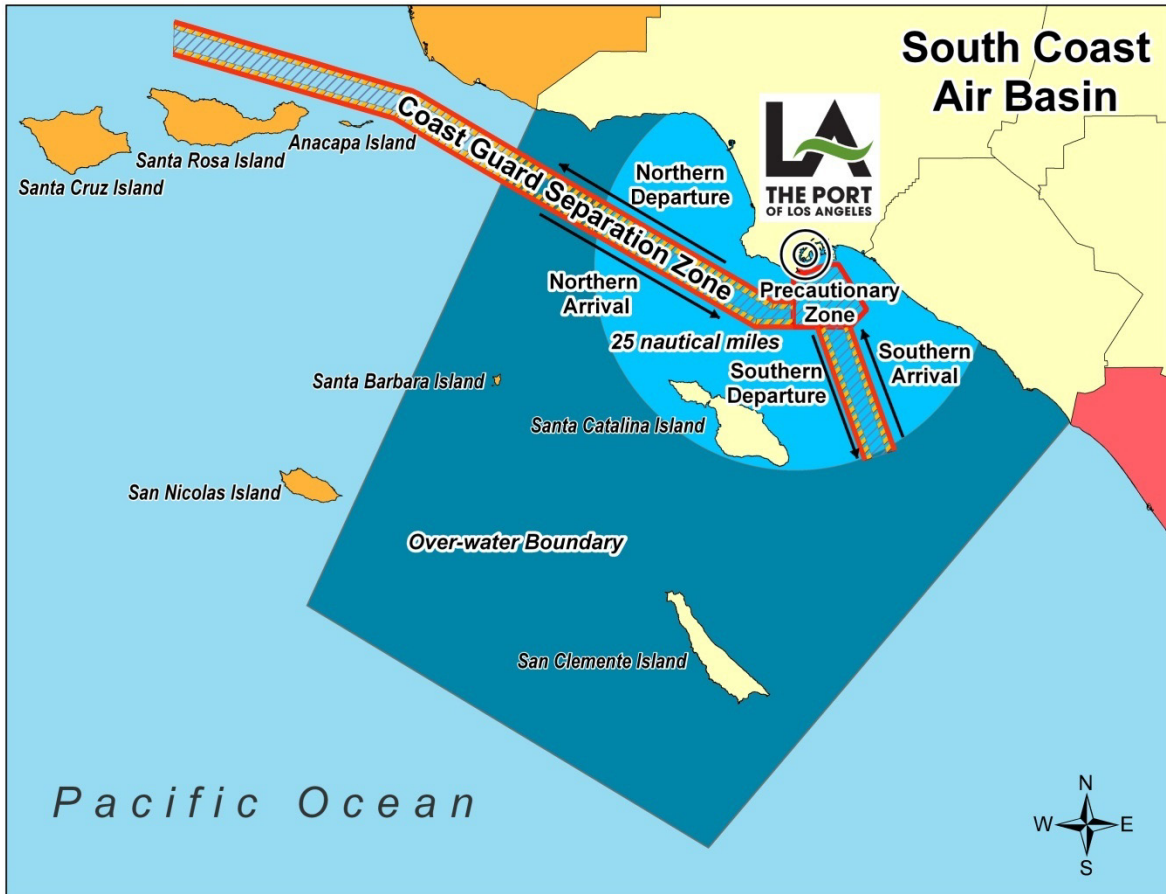 South Coast
Air Basin
LA
THE PORT
OF LOS ANGELES
Coast Guard Separation Zone
Anacapa Island
Santa Rosa Island
Santa Cruz Island
Northern
Departure
Northern
Arrival
Precautionary
Zone
25 nautical miles
Southern
Departure
Southern
Arrival
Santa Barbara Island
Santa Catalina Island
San Nicolas Island
Over-water Boundary
San Clemente Island
Pacific Ocean
N
W
E
S